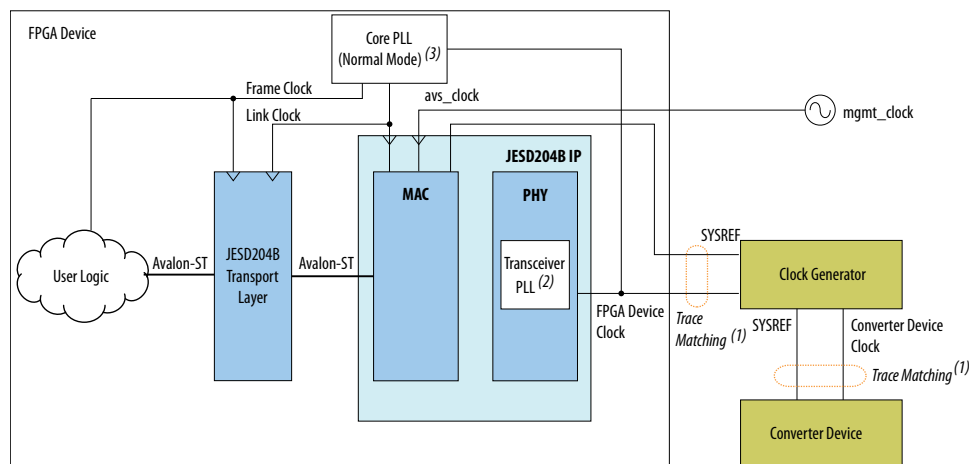 FPGA Device
Core PLL
(Normal Mode) (3)
Frame Clock
avs_clock
Link Clock
mgmt_clock
JESD204B IP
MAC
PHY
SYSREF
User Logic
Avalon-ST
JESD204B
Transport
Layer
Avalon-ST
Transceiver
PLL (2)
Clock Generator
FPGA Device
Clock
Trace
Matching (1)
SYSREF
Converter Device
Clock
Trace Matching (1)
Converter Device